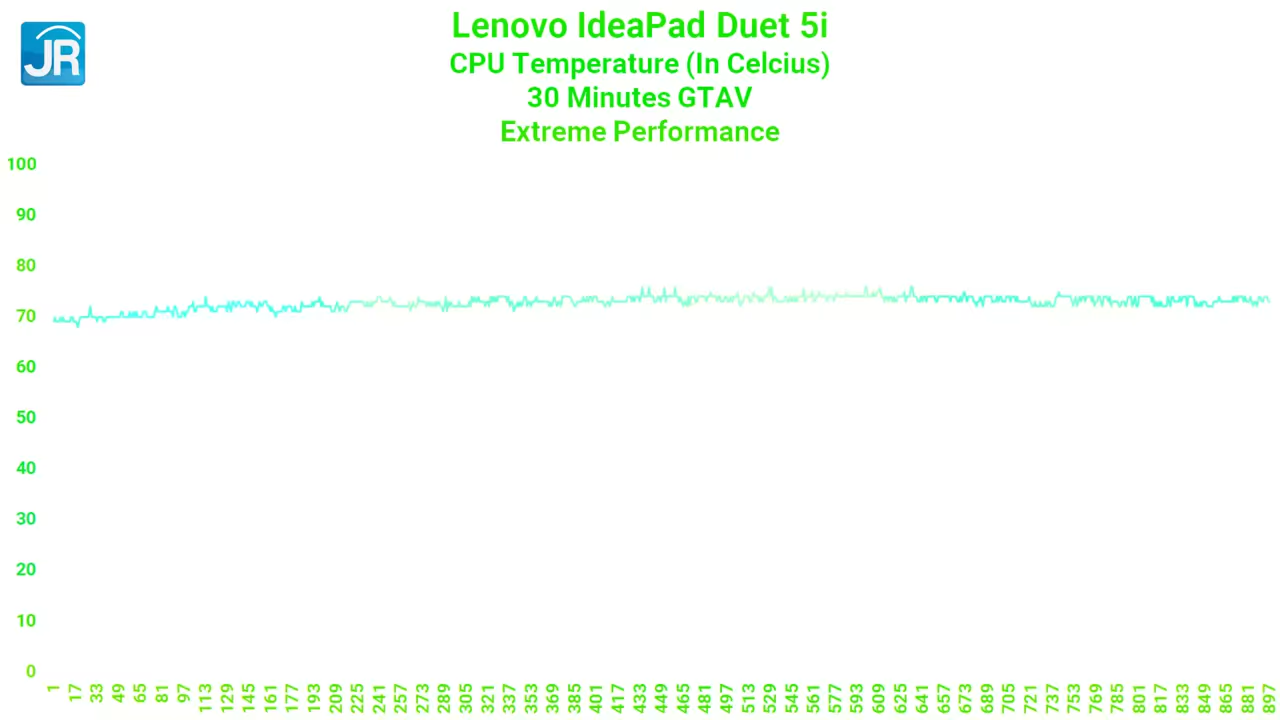 JR
Lenovo IdeaPad Duet 5i
CPU Temperature (In Celcius)
30 Minutes GTAV
Extreme Performance
100
90
80
70
60
50
40
30
20
10
0
1 17 33 49 65 81 97 113 129 145 161 177 193 209 225 241 257 273 289 305 321 337 353 369 385 401 417 433 449 465 481 497 513 529 545 561 577 593 609 625 641 657 673 689 705 721 737 753 769 785 801 817 833 849 865 881 897